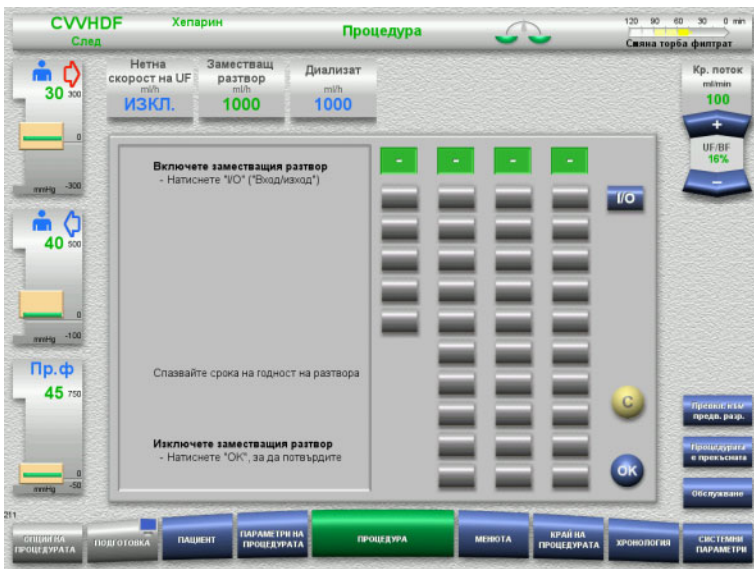 CVVHDF
След
Хепарин
Процедура
120 90 60 30 0 min
Смяна торба филтрат
30 300
0
mmHg -300
40 500
0
mmHg -100
Пр.ф
45 750
0
mmHg -50
Нетна
скорост на UF
ml/h
ИЗКЛ.
Заместващ
разтвор
ml/h
1000
Диализат
ml/h
1000
Кр. поток
ml/min
100
+
UF/BF
16%
−
Включете заместващия разтвор
- Натиснете "I/O" ("Вход/изход")
Спазвайте срока на годност на разтвора
Изключете заместващия разтвор
- Натиснете "OK", за да потвърдите
- - - -
I/O
C
OK
Превкл. към
предв. разр.
Процедурата
е прекъсната
Обслужване
211
ОПЦИИ НА
ПРОЦЕДУРАТА
ПОДГОТОВКА
ПАЦИЕНТ
ПАРАМЕТРИ НА
ПРОЦЕДУРАТА
ПРОЦЕДУРА
МЕНЮТА
КРАЙ НА
ПРОЦЕДУРАТА
ХРОНОЛОГИЯ
СИСТЕМНИ
ПАРАМЕТРИ